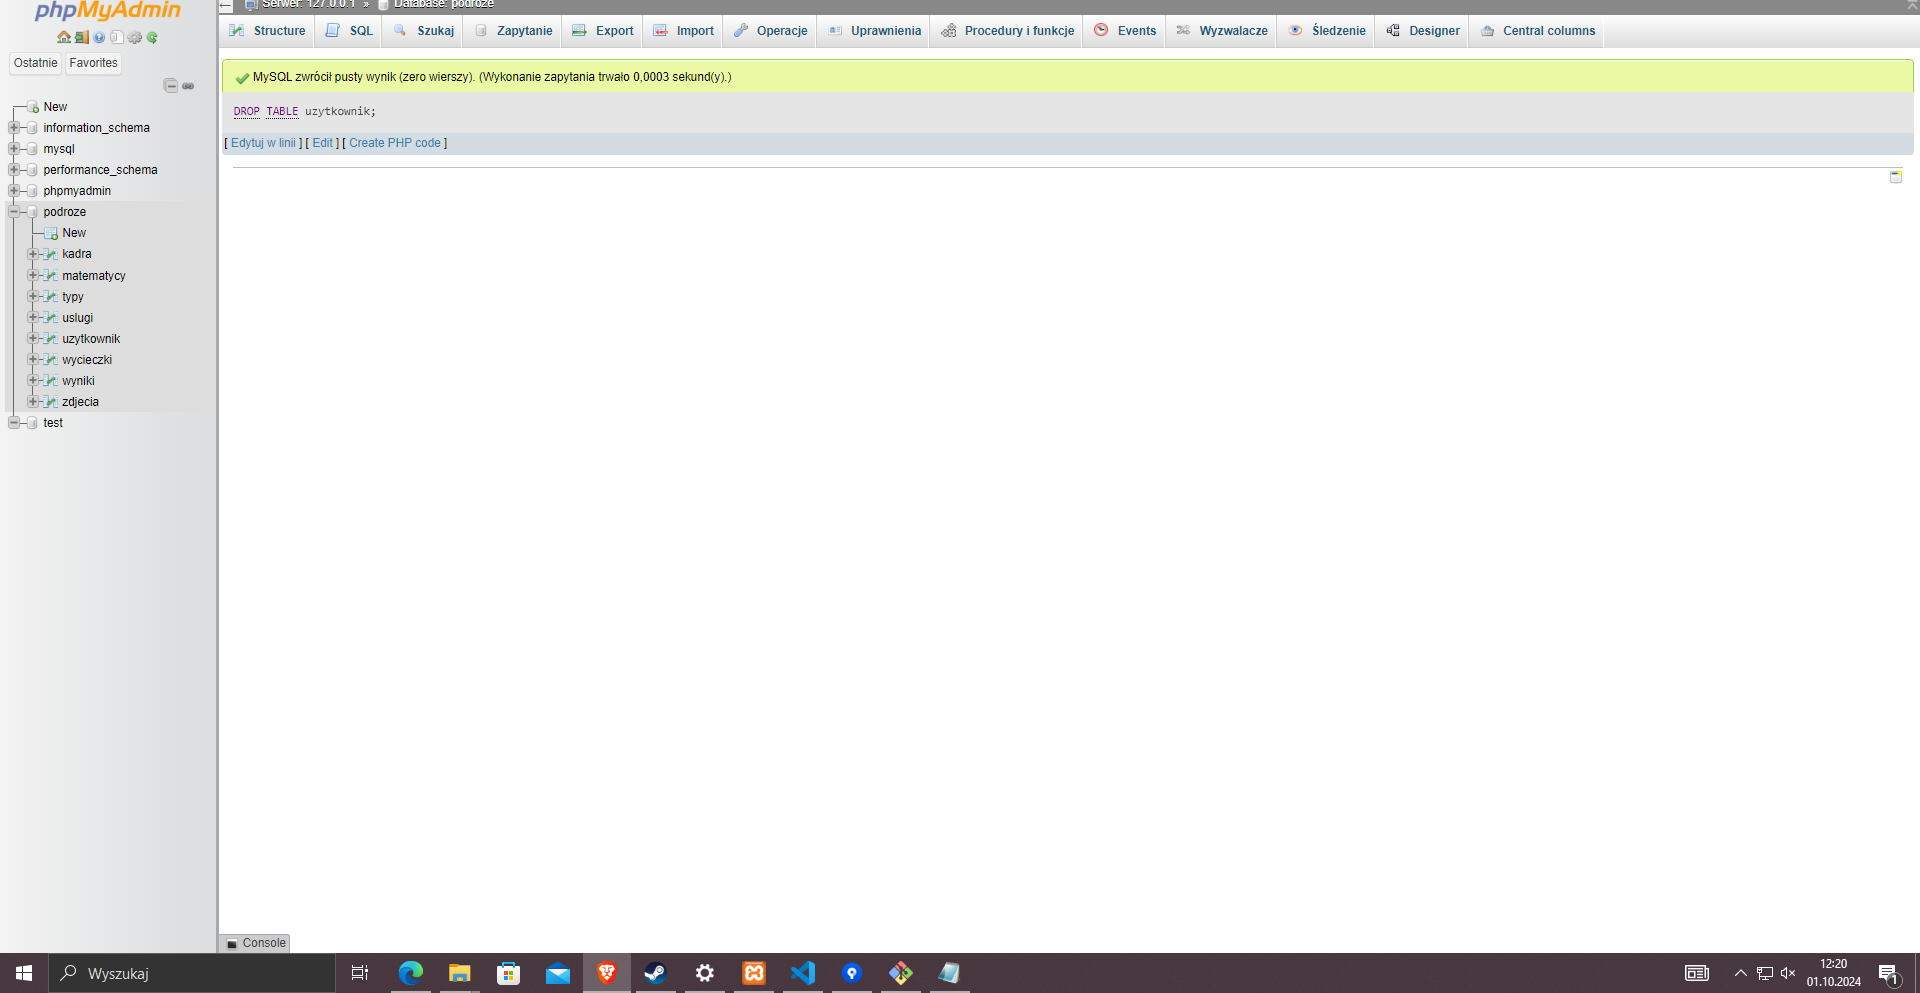 phpMyAdmin
Ostatnie Favorites
New
information_schema
mysql
performance_schema
phpmyadmin
podroze
New
kadra
matematycy
typy
uslugi
uzytkownik
wycieczki
wyniki
zdjecia
test
Serwer: 127.0.0.1 » Database: podroze
Structure SQL Szukaj Zapytanie Export Import Operacje Uprawnienia Procedury i funkcje Events Wyzwalacze Śledzenie Designer Central columns
MySQL zwrócił pusty wynik (zero wierszy). (Wykonanie zapytania trwało 0,0003 sekund(y).)
DROP TABLE uzytkownik;
[ Edytuj w linii ] [ Edit ] [ Create PHP code ]
Console
Wyszukaj
12:20
01.10.2024
1